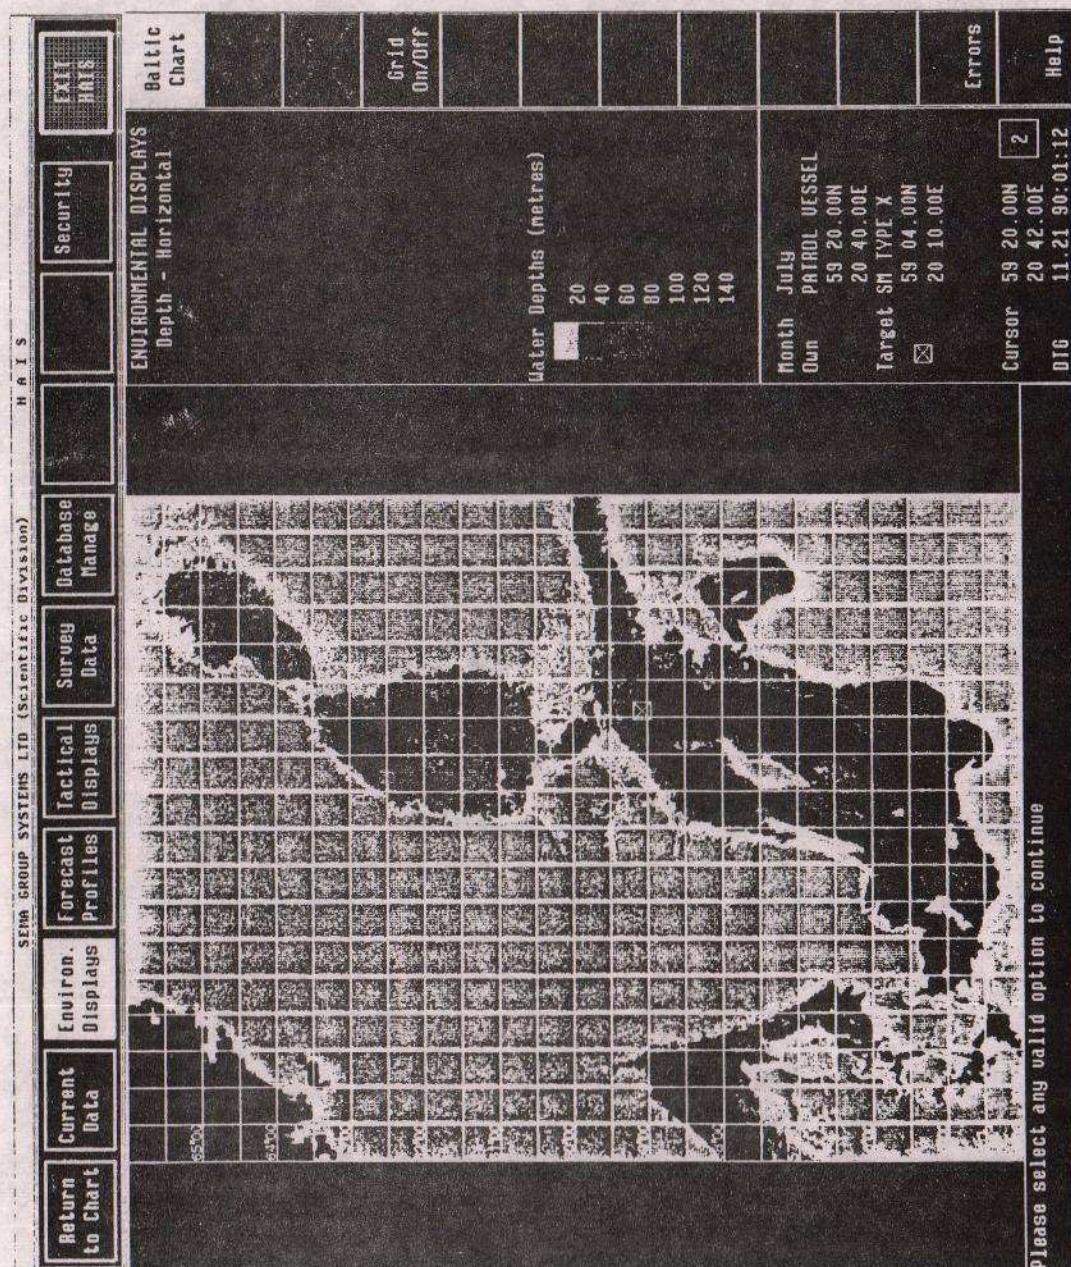 SEMA GROUP SYSTEMS LTD (Scientific Division) H A I S
Return
to Chart
Current
Data
Environ.
Displays
Forecast
Profiles
Tactical
Displays
Survey
Data
Database
Manage
Security
EXIT
HAIS
ENVIRONMENTAL DISPLAYS
Depth - Horizontal
Water Depths (metres)
20
40
60
80
100
120
140
Month July
Own PATROL VESSEL
59 20.00N
20 40.00E
Target SM TYPE X
59 04.00N
20 10.00E
Cursor 59 20.00N 2
20 42.00E
DTG 11.21 90:01:12
Baltic
Chart
Grid
On/Off
Errors
Help
65:00
64:00
Please select any valid option to continue